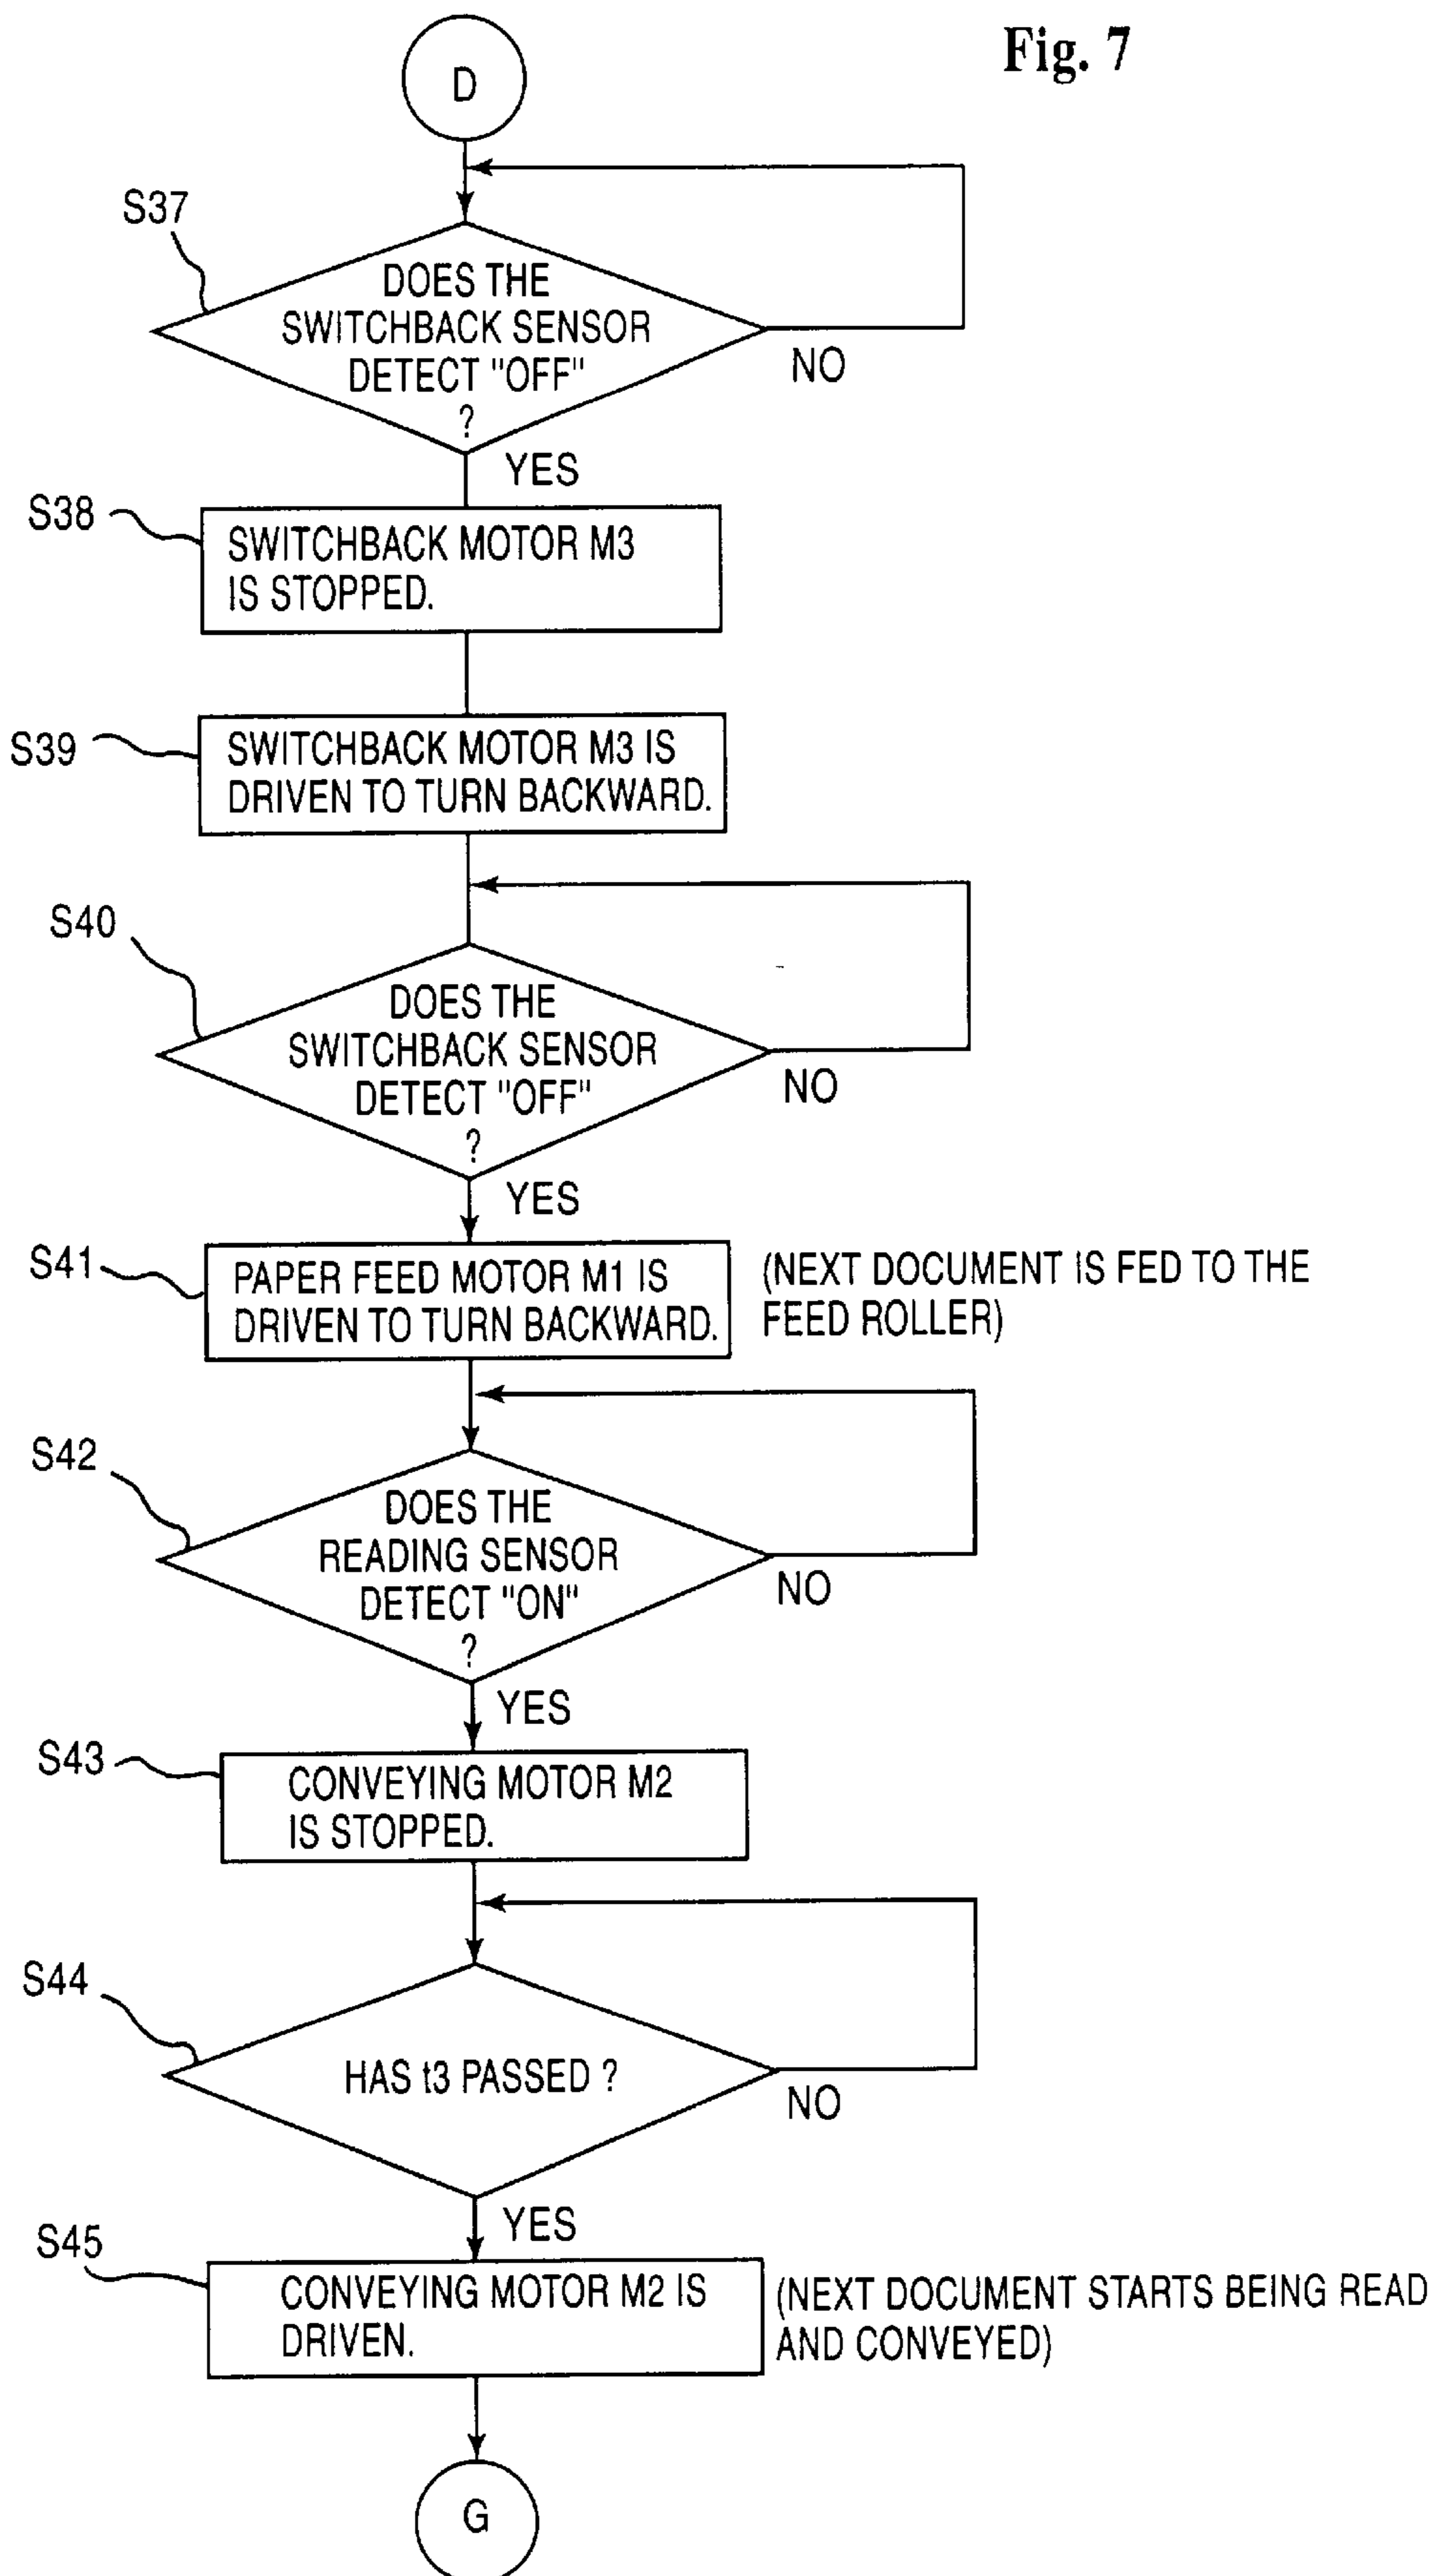 Fig. 7
D
S37
DOES THE
SWITCHBACK SENSOR
DETECT "OFF"
?
NO
YES
S38
SWITCHBACK MOTOR M3
IS STOPPED.
S39
SWITCHBACK MOTOR M3 IS
DRIVEN TO TURN BACKWARD.
S40
DOES THE
SWITCHBACK SENSOR
DETECT "OFF"
?
NO
YES
S41
PAPER FEED MOTOR M1 IS
DRIVEN TO TURN BACKWARD.
(NEXT DOCUMENT IS FED TO THE
FEED ROLLER)
S42
DOES THE
READING SENSOR
DETECT "ON"
?
NO
YES
S43
CONVEYING MOTOR M2
IS STOPPED.
S44
HAS t3 PASSED ?
NO
YES
S45
CONVEYING MOTOR M2 IS
DRIVEN.
(NEXT DOCUMENT STARTS BEING READ
AND CONVEYED)
G